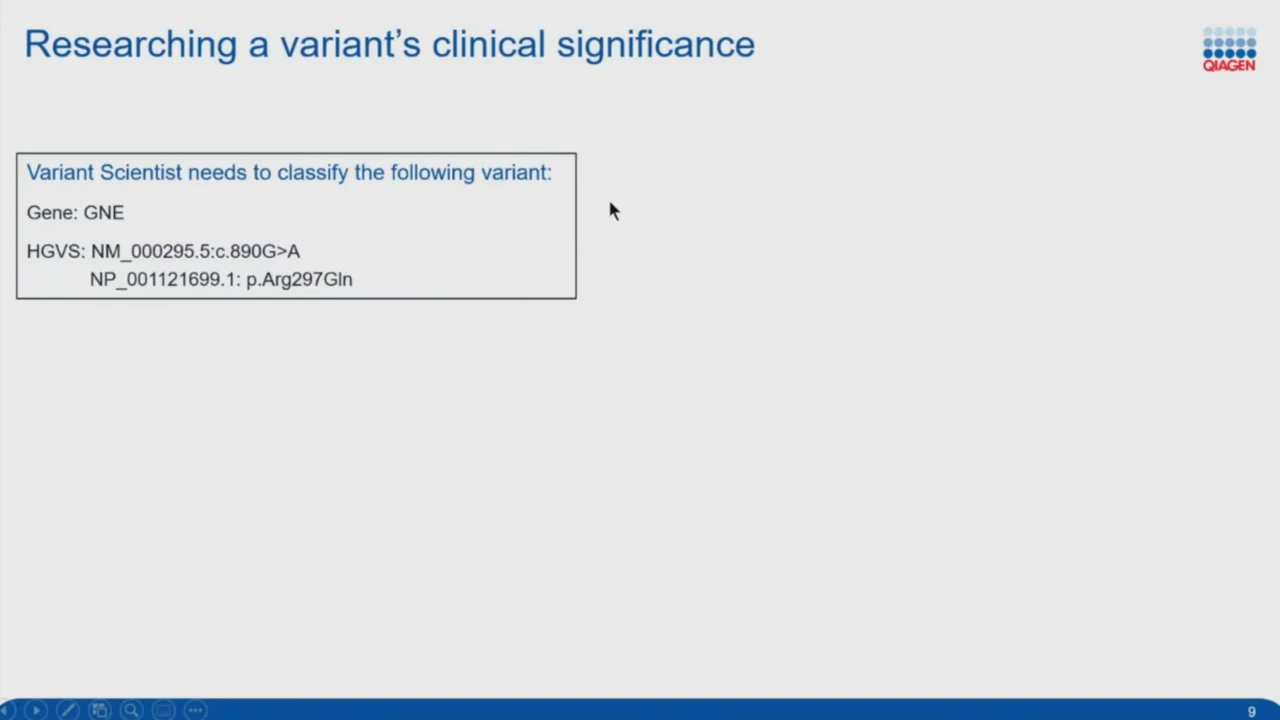 Researching a variant’s clinical significance
QIAGEN
Variant Scientist needs to classify the following variant:
Gene: GNE
HGVS: NM_000295.5:c.890G>A
NP_001121699.1: p.Arg297Gln
9